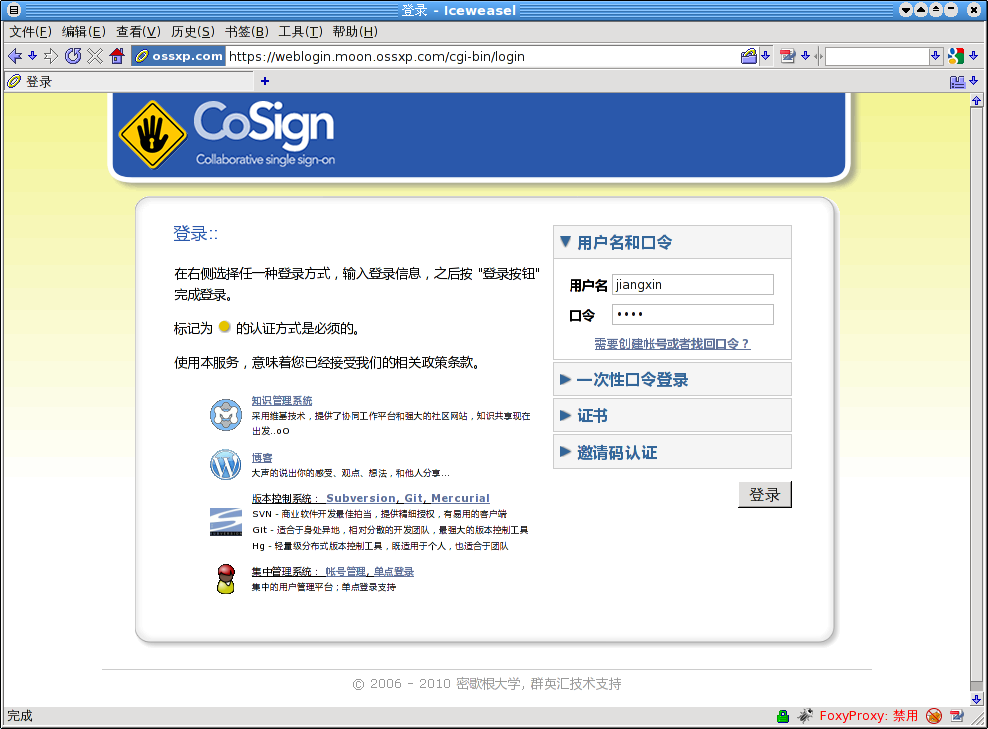 登录 - Iceweasel
文件(F) 编辑(E) 查看(V) 历史(S) 书签(B) 工具(T) 帮助(H)
ossxp.com https://weblogin.moon.ossxp.com/cgi-bin/login
登录
CoSign
Collaborative single sign-on
登录::
在右侧选择任一种登录方式，输入登录信息，之后按 "登录按钮"
完成登录。
标记为 的认证方式是必须的。
使用本服务，意味着您已经接受我们的相关政策条款。
知识管理系统
采用维基技术，提供了协同工作平台和强大的社区网站，知识共享现在
出发..oO
博客
大声的说出你的感受、观点、想法，和他人分享...
版本控制系统： Subversion, Git, Mercurial
SVN - 商业软件开发最佳拍当，提供精细授权，有易用的客户端
Git - 适合于身处异地，相对分散的开发团队，最强大的版本控制工具
Hg - 轻量级分布式版本控制工具，既适用于个人，也适合于团队
集中管理系统： 帐号管理, 单点登录
集中的用户管理平台；单点登录支持
用户名和口令
用户名 jiangxin
口令 ••••
需要创建帐号或者找回口令？
一次性口令登录
证书
邀请码认证
登录
© 2006 - 2010 密歇根大学, 群英汇技术支持
完成
FoxyProxy: 禁用